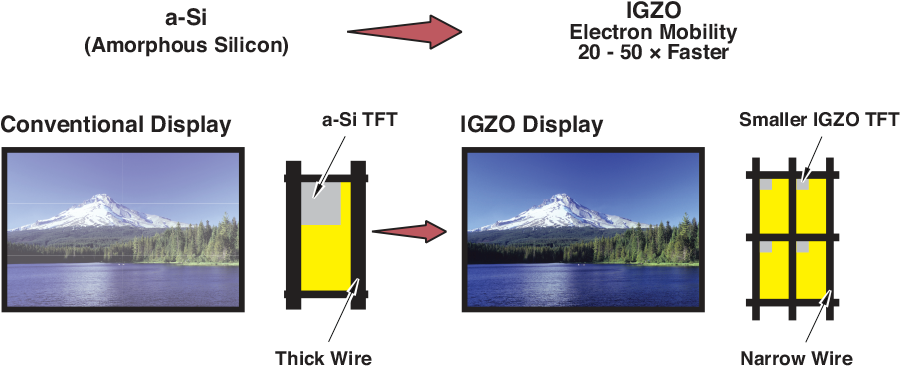 a-Si
(Amorphous Silicon)
IGZO
Electron Mobility
20 - 50 × Faster
Conventional Display
a-Si TFT
IGZO Display
Smaller IGZO TFT
Thick Wire
Narrow Wire